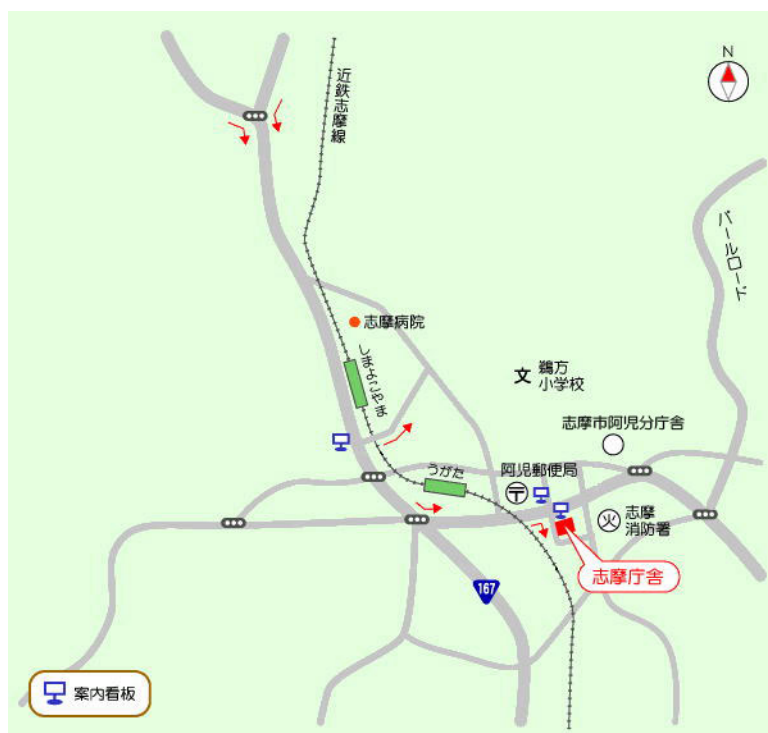 N
近鉄志摩線
パールロード
志摩病院
しまよこやま
文
鵜方
小学校
志摩市阿児分庁舎
うがた
阿児郵便局
〒
火
志摩
消防署
志摩庁舎
167
案内看板